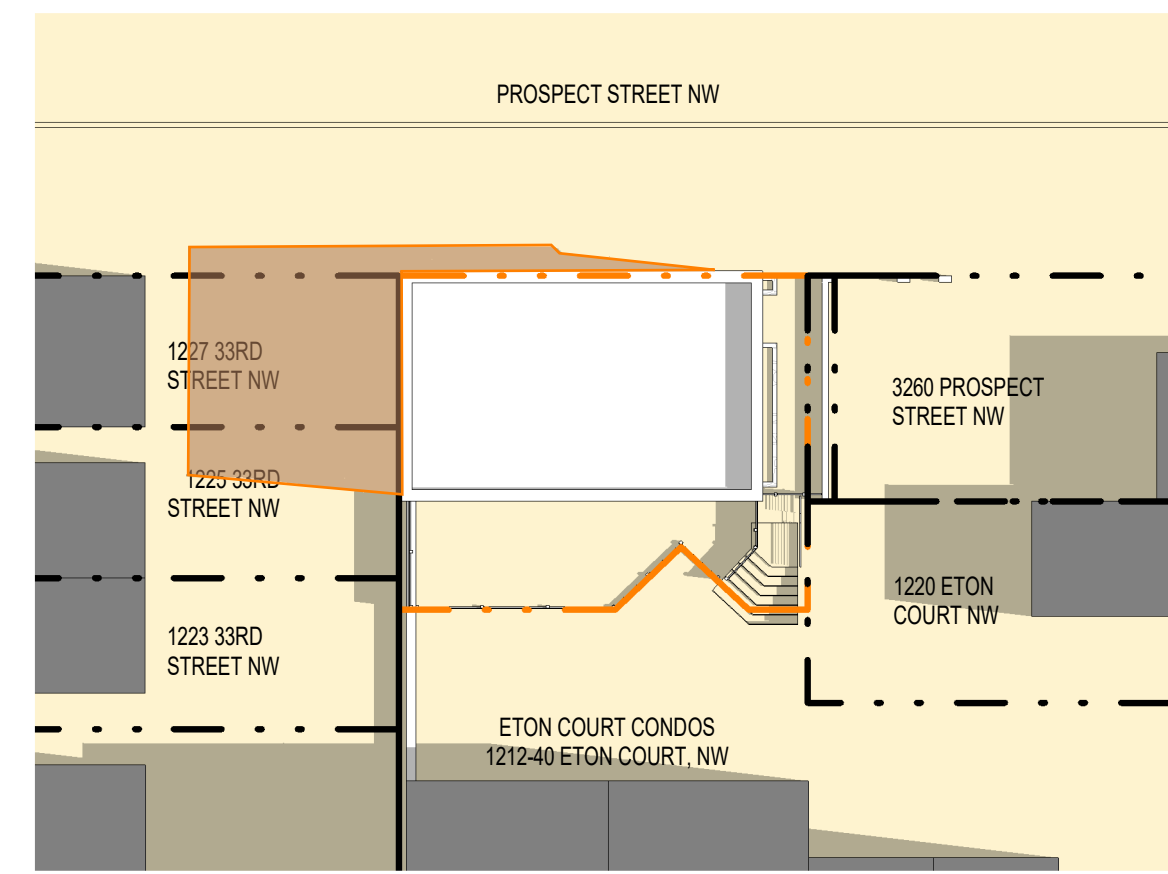 PROSPECT STREET NW
1227 33RD
STREET NW
3260 PROSPECT
STREET NW
1225 33RD
STREET NW
1220 ETON
COURT NW
1223 33RD
STREET NW
ETON COURT CONDOS
1212-40 ETON COURT, NW